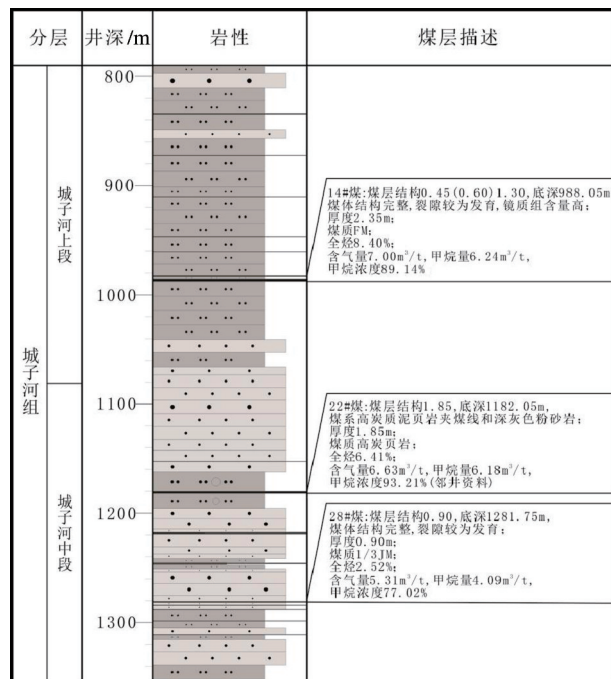 分层 井深/m 岩性 煤层描述
城子河组
城子河上段
城子河中段
800
900
1000
1100
1200
1300
14#煤:煤层结构0.45(0.60)1.30,底深988.05m
煤体结构完整,裂隙较为发育,镜质组含量高;
厚度2.35m;
煤质FM;
全烃8.40%;
含气量7.00m³/t,甲烷量6.24m³/t,
甲烷浓度89.14%
22#煤:煤层结构1.85,底深1182.05m,
煤系高炭质泥页岩夹煤线和深灰色粉砂岩;
厚度1.85m;
煤质高炭页岩;
全烃6.41%;
含气量6.63m³/t,甲烷量6.18m³/t,
甲烷浓度93.21%(邻井资料)
28#煤:煤层结构0.90,底深1281.75m,
煤体结构完整,裂隙较为发育;
厚度0.90m;
煤质1/3JM;
全烃2.52%;
含气量5.31m³/t,甲烷量4.09m³/t,
甲烷浓度77.02%